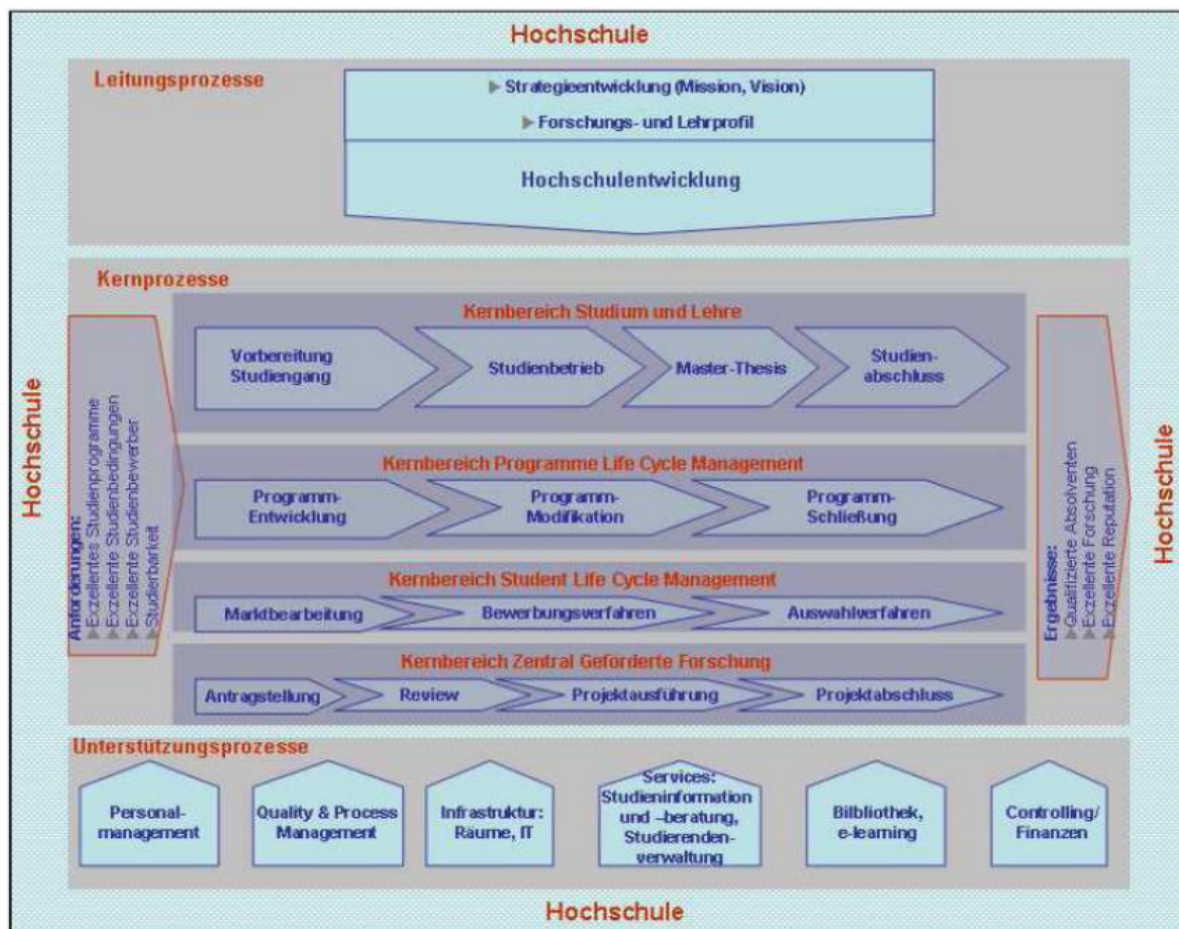 Hochschule
Leitungsprozesse
Strategieentwicklung (Mission, Vision)
Forschungs- und Lehrprofil
Hochschulentwicklung
Kernprozesse
Hochschule
Anforderungen:
Exzellentes Studienprogramme
Exzellente Studienbedingungen
Exzellente Studienbewerber
Studierbarkeit
Kernbereich Studium und Lehre
Vorbereitung
Studiengang
Studienbetrieb
Master-Thesis
Studien-
abschluss
Kernbereich Programme Life Cycle Management
Programm-
Entwicklung
Programm-
Modifikation
Programm-
Schließung
Kernbereich Student Life Cycle Management
Marktbearbeitung
Bewerbungsverfahren
Auswahlverfahren
Kernbereich Zentral Geförderte Forschung
Antragstellung
Review
Projektausführung
Projektabschluss
Ergebnisse:
Qualifizierte Absolventen
Exzellente Forschung
Exzellente Reputation
Hochschule
Unterstützungsprozesse
Personal-
management
Quality & Process
Management
Infrastruktur:
Räume, IT
Services:
Studieninformation
und –beratung,
Studierenden-
verwaltung
Bilbliothek,
e-learning
Controlling/
Finanzen
Hochschule